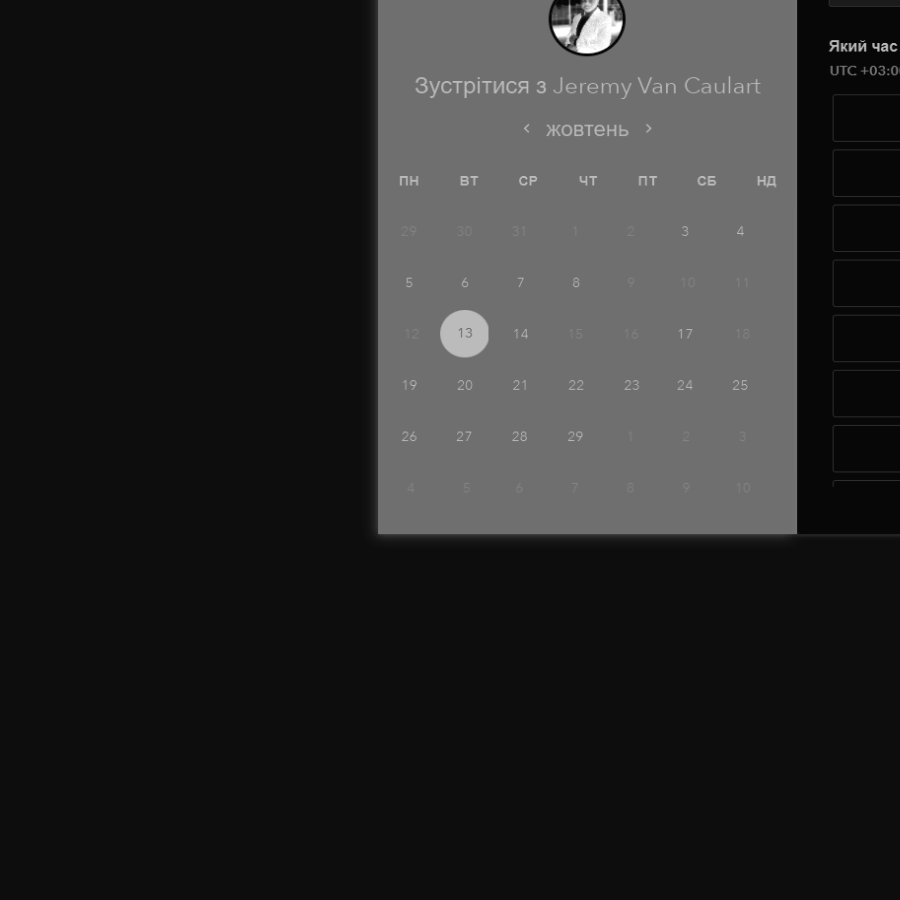 Зустрітися з Jeremy Van Caulart
‹ жовтень ›
ПН ВТ СР ЧТ ПТ СБ НД
29 30 31 1 2 3 4
5 6 7 8 9 10 11
12 13 14 15 16 17 18
19 20 21 22 23 24 25
26 27 28 29 1 2 3
4 5 6 7 8 9 10
Який час
UTC +03:0